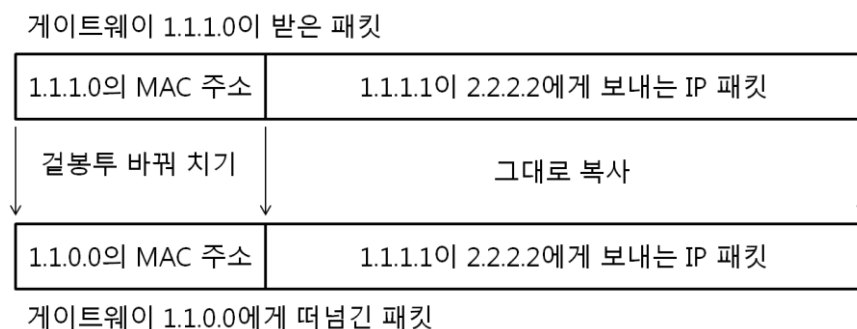 게이트웨이 1.1.1.0이 받은 패킷
1.1.1.0의 MAC 주소 1.1.1.1이 2.2.2.2에게 보내는 IP 패킷
겉봉투 바꿔 치기 그대로 복사
1.1.0.0의 MAC 주소 1.1.1.1이 2.2.2.2에게 보내는 IP 패킷
게이트웨이 1.1.0.0에게 떠넘긴 패킷